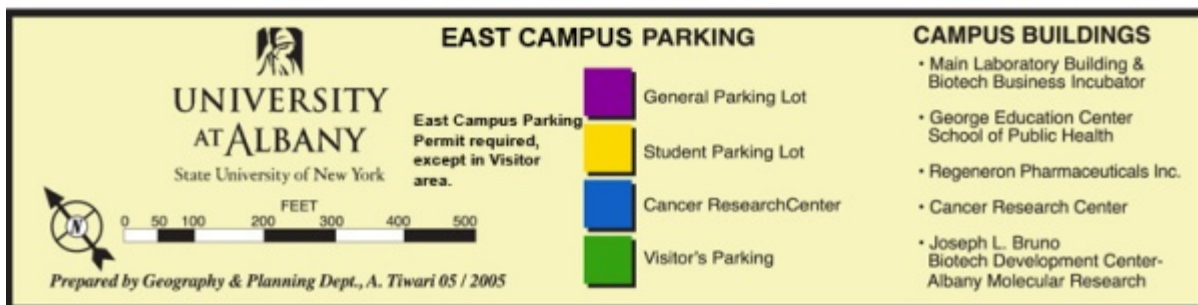 UNIVERSITY
AT ALBANY
State University of New York
N
FEET
0 50 100 200 300 400 500
Prepared by Geography & Planning Dept., A. Tiwari 05 / 2005
EAST CAMPUS PARKING
East Campus Parking
Permit required,
except in Visitor
area.
General Parking Lot
Student Parking Lot
Cancer ResearchCenter
Visitor's Parking
CAMPUS BUILDINGS
• Main Laboratory Building &
Biotech Business Incubator
• George Education Center
School of Public Health
• Regeneron Pharmaceuticals Inc.
• Cancer Research Center
• Joseph L. Bruno
Biotech Development Center-
Albany Molecular Research